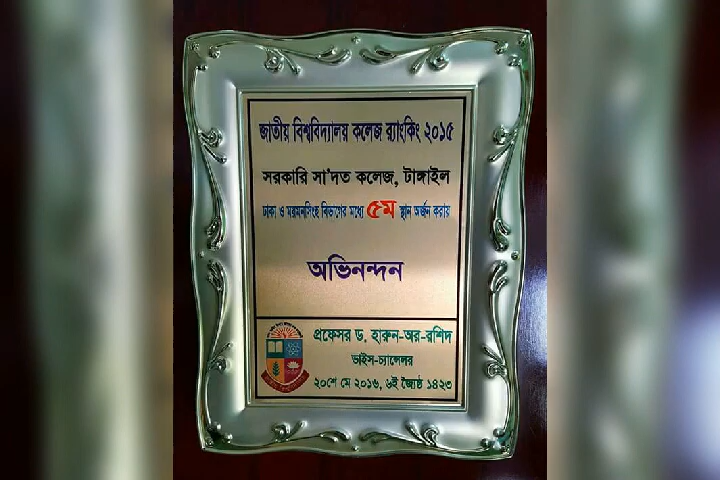 জাতীয় বিশ্ববিদ্যালয় কলেজ র‍্যাংকিং ২০১৫
সরকারি সা'দত কলেজ, টাঙ্গাইল
ঢাকা ও ময়মনসিংহ বিভাগের মধ্যে ৫ম স্থান অর্জন করায়
অভিনন্দন
প্রফেসর ড. হারুন-অর-রশিদ
ভাইস-চ্যান্সেলর
২০শে মে ২০১৬, ৬ই জ্যৈষ্ঠ ১৪২৩